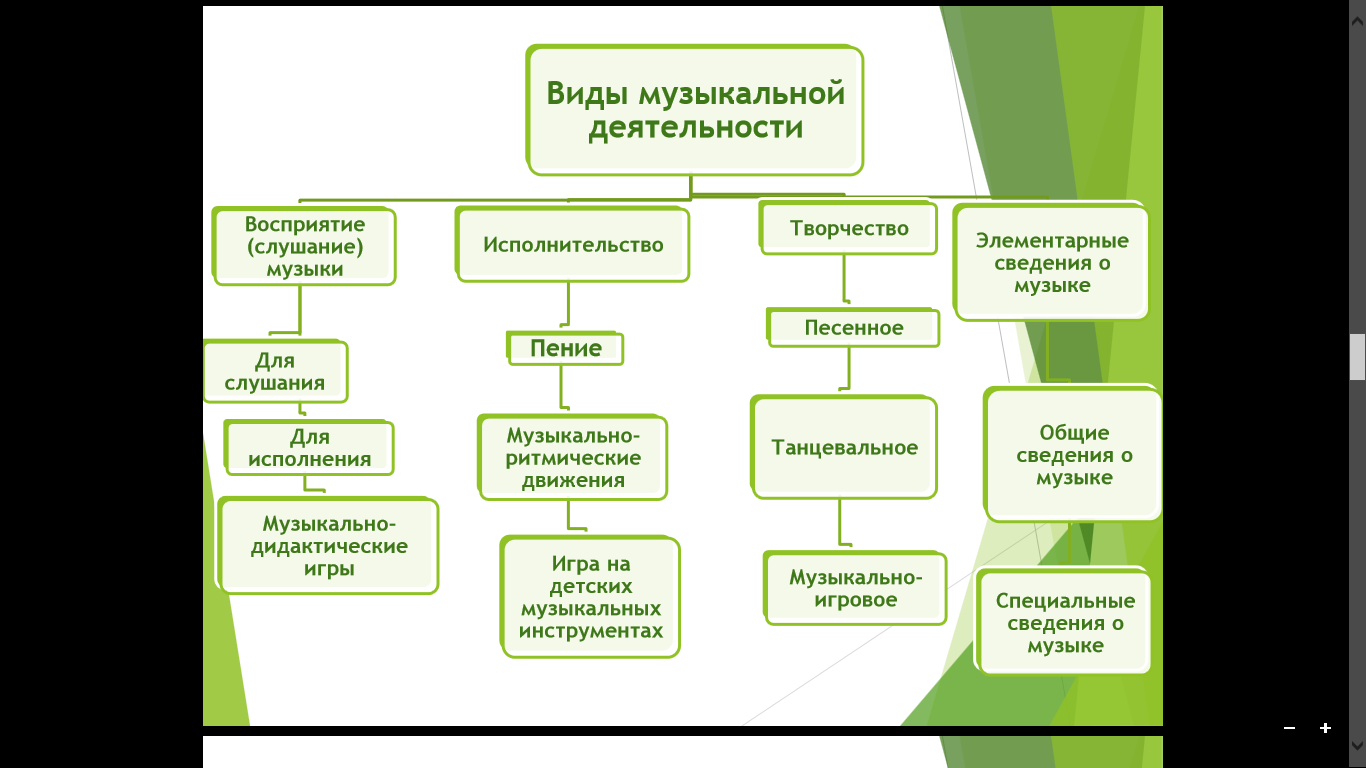 Виды музыкальной
деятельности
Восприятие
(слушание)
музыки
Для
слушания
Для
исполнения
Музыкально-
дидактические
игры
Исполнительство
Пение
Музыкально-
ритмические
движения
Игра на
детских
музыкальных
инструментах
Творчество
Песенное
Танцевальное
Музыкально-
игровое
Элементарные
сведения о
музыке
Общие
сведения о
музыке
Специальные
сведения о
музыке